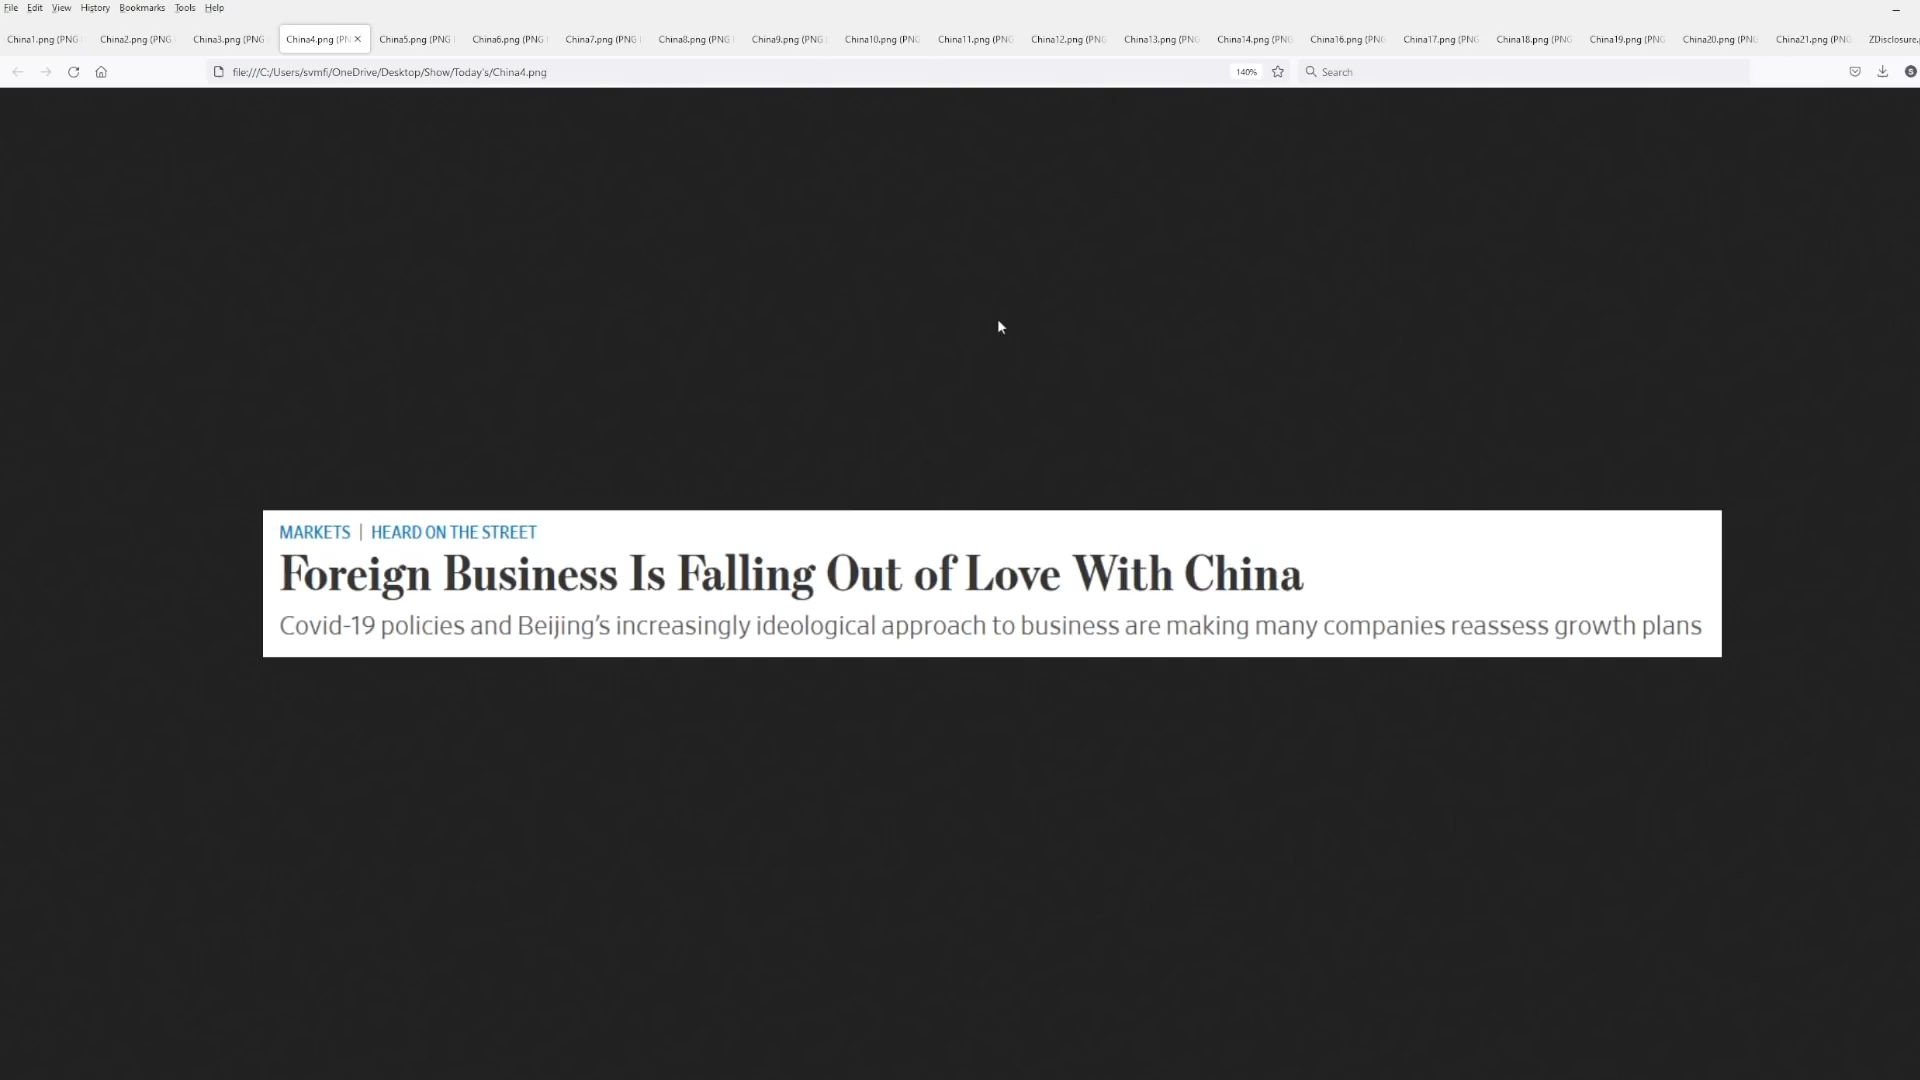 File Edit View History Bookmarks Tools Help
China1.png (PNG China2.png (PNG China3.png (PNG China4.png (PN China5.png (PNG China6.png (PNG China7.png (PNG China8.png (PNG China9.png (PNG China10.png (PNG China11.png (PNG China12.png (PNG China13.png (PNG China14.png (PNG China16.png (PNG China17.png (PNG China18.png (PNG China19.png (PNG China20.png (PNG China21.png (PNG ZDisclosure.p
file:///C:/Users/svmfi/OneDrive/Desktop/Show/Today's/China4.png 140% Search S
MARKETS | HEARD ON THE STREET
Foreign Business Is Falling Out of Love With China
Covid-19 policies and Beijing's increasingly ideological approach to business are making many companies reassess growth plans